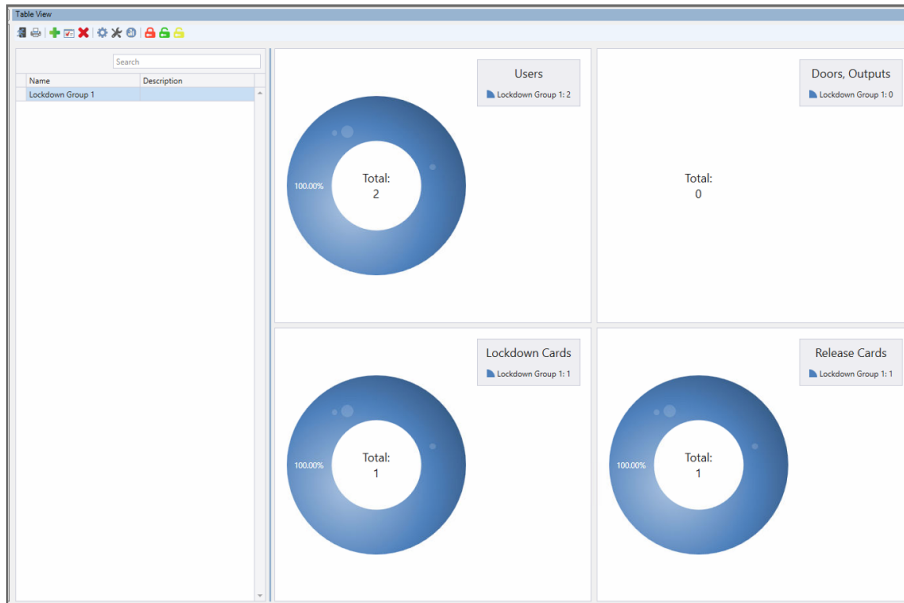 Table View
Search
Name Description
Lockdown Group 1
Users
Lockdown Group 1: 2
100.00%
Total:
2
Doors, Outputs
Lockdown Group 1: 0
Total:
0
Lockdown Cards
Lockdown Group 1: 1
100.00%
Total:
1
Release Cards
Lockdown Group 1: 1
100.00%
Total:
1